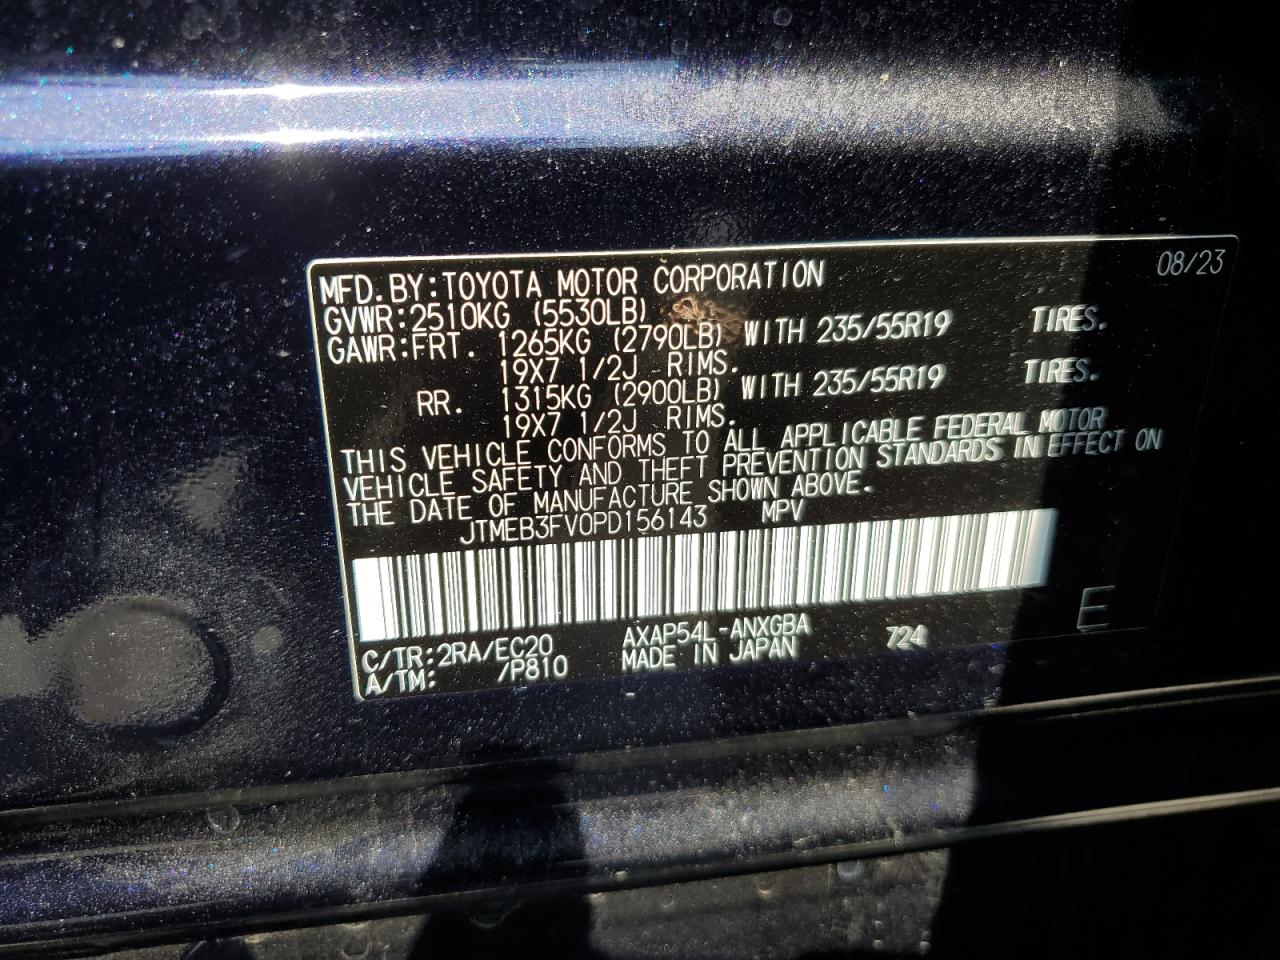 08/23
MFD. BY: TOYOTA MOTOR CORPORATION
GVWR: 2510KG (5530LB)
GAWR: FRT. 1265KG (2790LB) WITH 235/55R19 TIRES.
19X7 1/2J RIMS.
RR. 1315KG (2900LB) WITH 235/55R19 TIRES.
19X7 1/2J RIMS.
THIS VEHICLE CONFORMS TO ALL APPLICABLE FEDERAL MOTOR
VEHICLE SAFETY AND THEFT PREVENTION STANDARDS IN EFFECT ON
THE DATE OF MANUFACTURE SHOWN ABOVE.
JTMEB3FV0PD156143 MPV
C/TR: 2RA/EC20 AXAP54L-ANXGBA 724 E
A/TM: /P810 MADE IN JAPAN